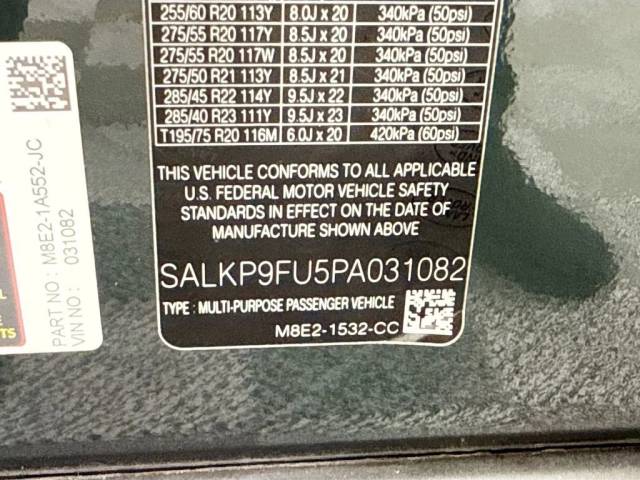 255/60 R20 113Y 8.0J x 20 340kPa (50psi)
275/55 R20 117Y 8.5J x 20 340kPa (50psi)
275/55 R20 117W 8.5J x 20 340kPa (50psi)
275/50 R21 113Y 8.5J x 21 340kPa (50psi)
285/45 R22 114Y 9.5J x 22 340kPa (50psi)
285/40 R23 111Y 9.5J x 23 340kPa (50psi)
T195/75 R20 116M 6.0J x 20 420kPa (60psi)
THIS VEHICLE CONFORMS TO ALL APPLICABLE
U.S. FEDERAL MOTOR VEHICLE SAFETY
STANDARDS IN EFFECT ON THE DATE OF
MANUFACTURE SHOWN ABOVE
SALKP9FU5PA031082
TYPE : MULTI-PURPOSE PASSENGER VEHICLE
M8E2-1532-CC
PART NO : M8E2-1A552-JC
VIN NO : 031082